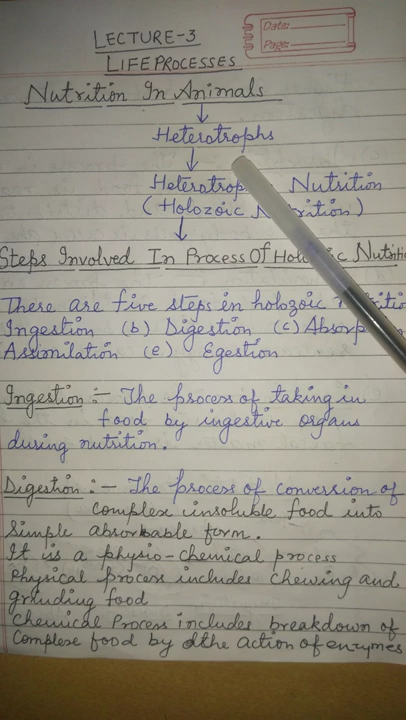 Date:
Page:
LECTURE-3
LIFE PROCESSES
Nutrition In Animals
Heterotrophs
Nutrition
(Holozoic
Steps Involved In Process Of
There are five steps in holozoic
Ingestion (b) Digestion (c)
Assimilation (e) Egestion
Ingestion :- The process of taking in
food by ingestive organs
during nutrition.
Digestion :- The process of conversion of
complex insoluble food into
Simple absorbable form.
It is a physio-chemical process
Physical process includes chewing and
grinding food
Chemical Process includes breakdown of
Complex food by the action of enzymes